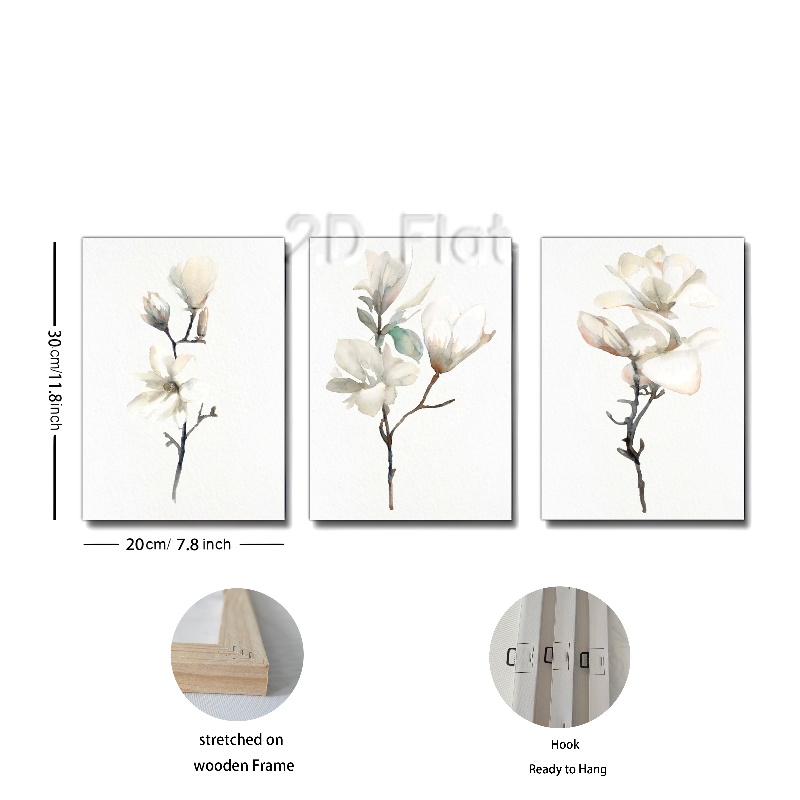 2D Flat
30cm/11.8inch
20cm/ 7.8 inch
stretched on
wooden Frame
Hook
Ready to Hang